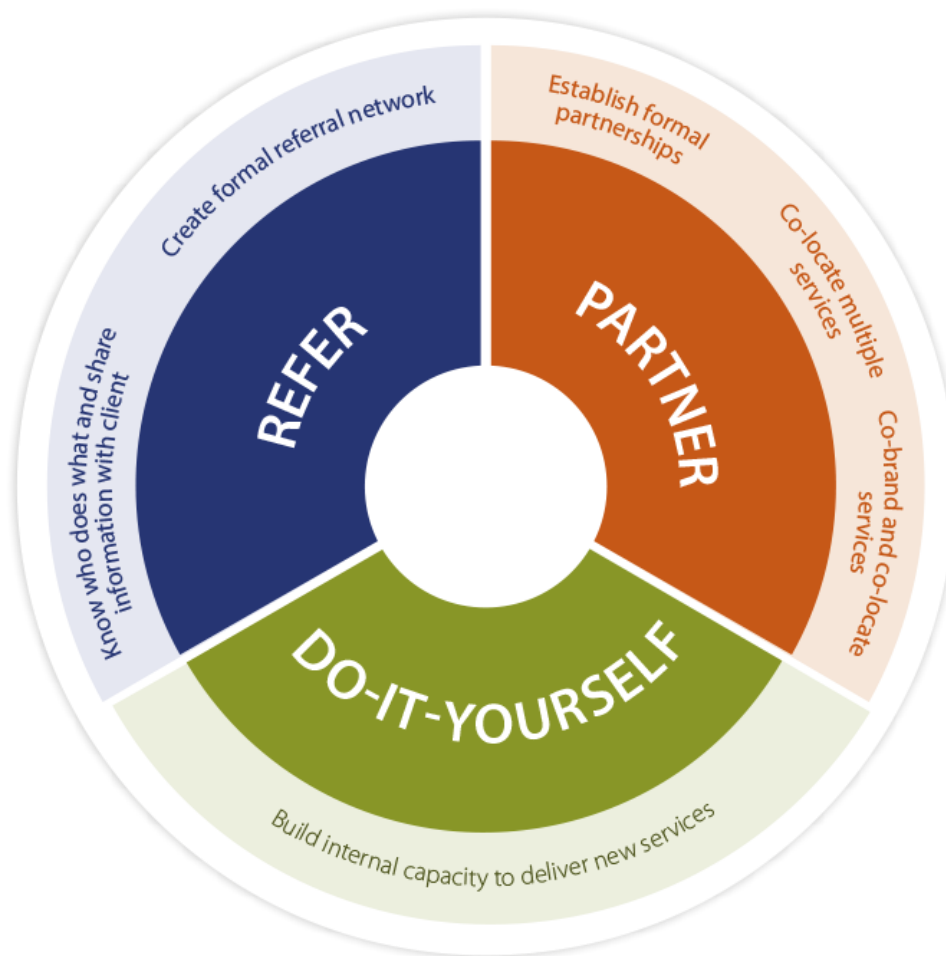 REFER
Create formal referral network
Know who does what and share
information with client
PARTNER
Establish formal
partnerships
Co-locate multiple
services
Co-brand and co-locate
services
DO-IT-YOURSELF
Build internal capacity to deliver new services